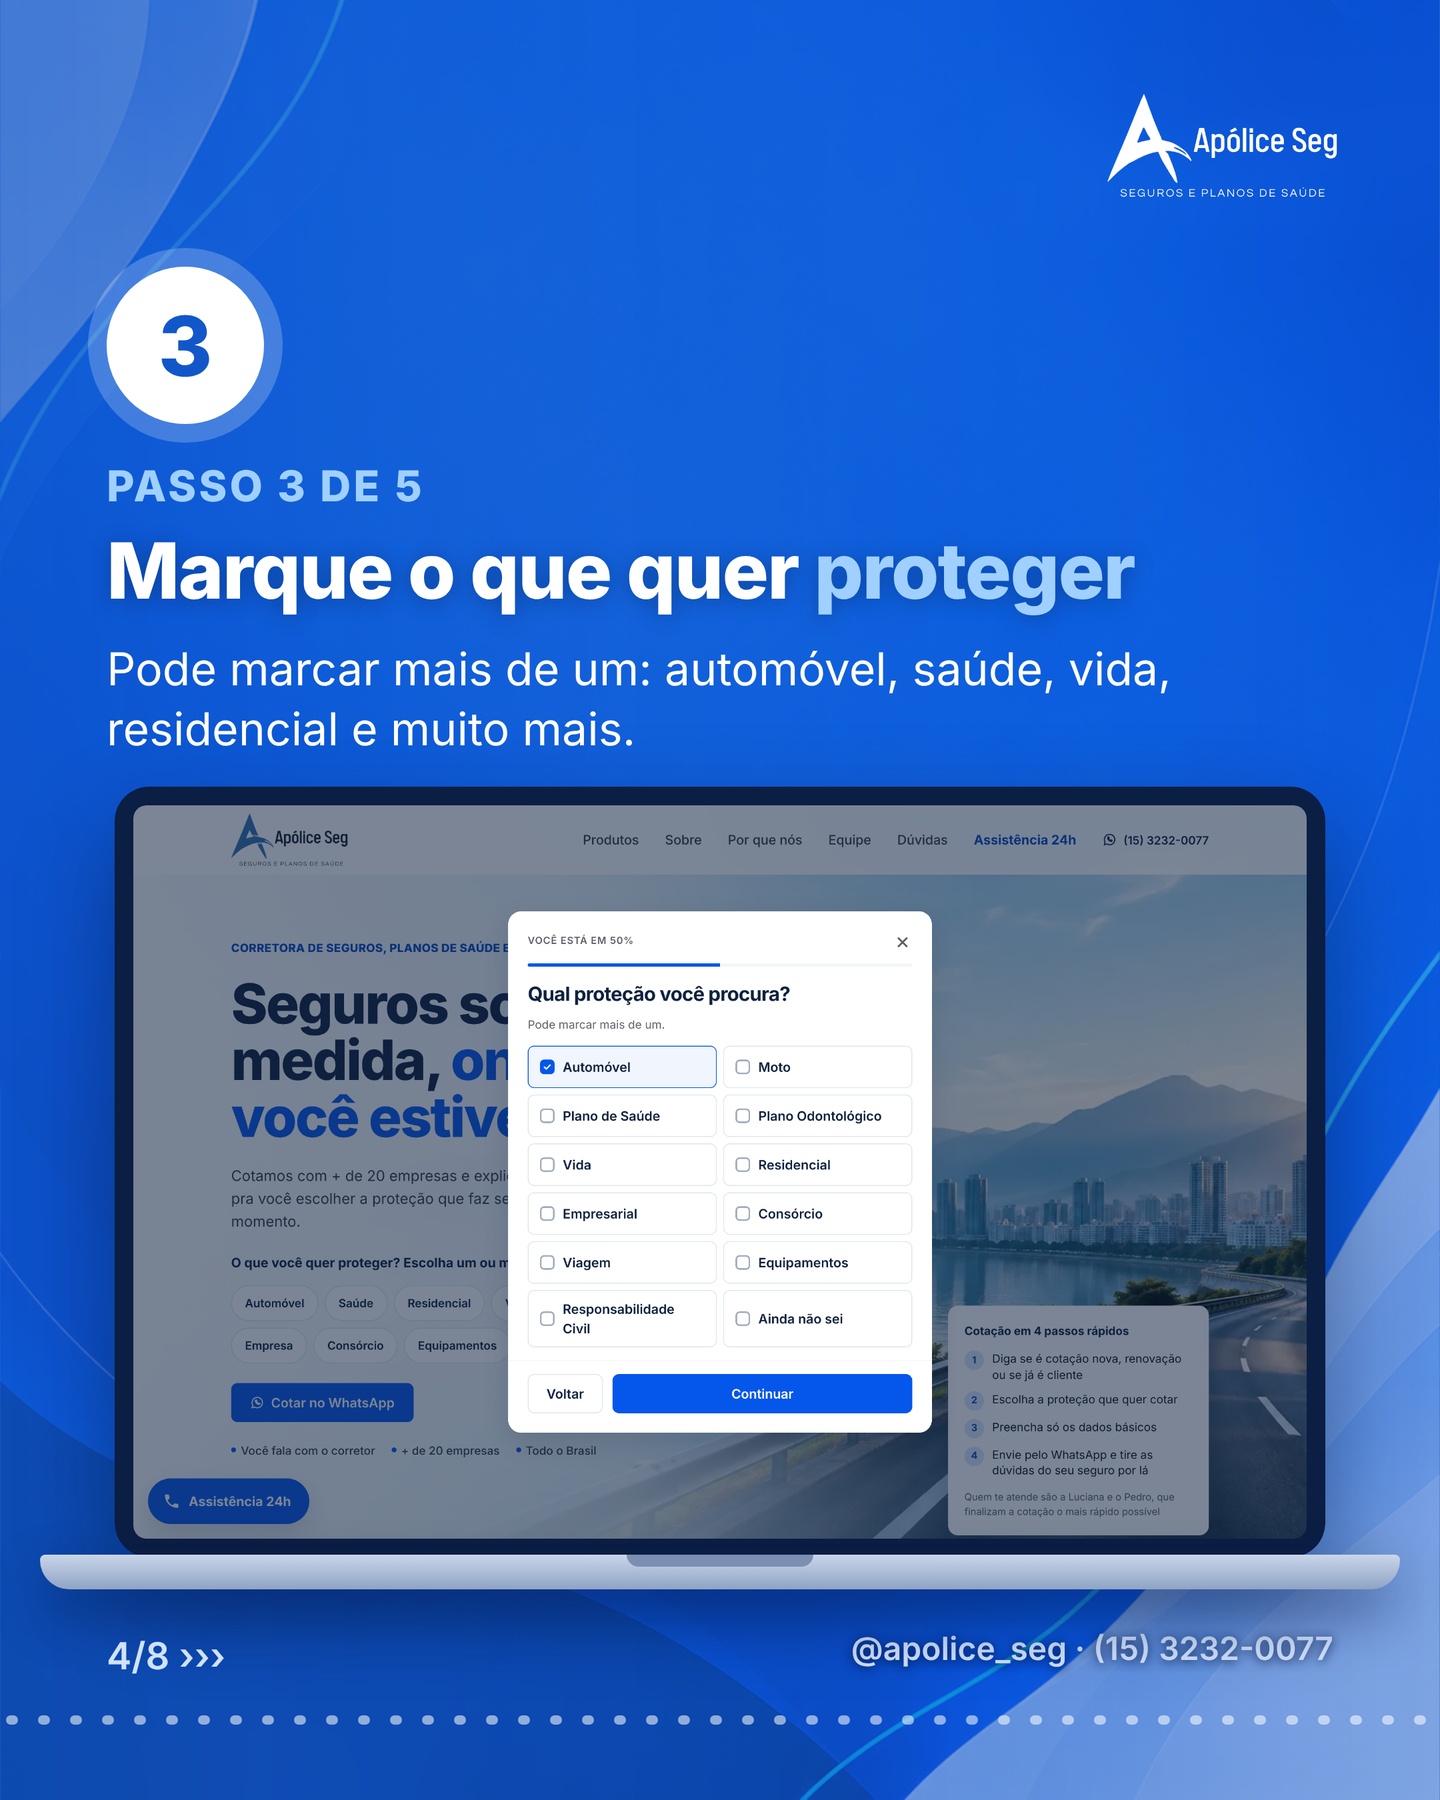 Apólice Seg
SEGUROS E PLANOS DE SAÚDE
3
PASSO 3 DE 5
Marque o que quer proteger
Pode marcar mais de um: automóvel, saúde, vida,
residencial e muito mais.
Apólice Seg
SEGUROS E PLANOS DE SAÚDE
Produtos Sobre Por que nós Equipe Dúvidas Assistência 24h (15) 3232-0077
CORRETORA DE SEGUROS, PLANOS DE SAÚDE
Seguros
medida,
você
Cotamos com + de 20 empresas e
pra você escolher a proteção que faz
momento.
O que você quer proteger? Escolha um ou
Automóvel Saúde Residencial
Empresa Consórcio Equipamentos
Cotar no WhatsApp
Você fala com o corretor • + de 20 empresas • Todo o Brasil
Assistência 24h
VOCÊ ESTÁ EM 50%
Qual proteção você procura?
Pode marcar mais de um.
Automóvel Moto
Plano de Saúde Plano Odontológico
Vida Residencial
Empresarial Consórcio
Viagem Equipamentos
Responsabilidade
Civil
Ainda não sei
Voltar Continuar
Cotação em 4 passos rápidos
1 Diga se é cotação nova, renovação
ou se já é cliente
2 Escolha a proteção que quer cotar
3 Preencha só os dados básicos
4 Envie pelo WhatsApp e tire as
dúvidas do seu seguro por lá
Quem te atende são a Luciana e o Pedro, que
finalizam a cotação o mais rápido possível
4/8 ›››
@apolice_seg · (15) 3232-0077